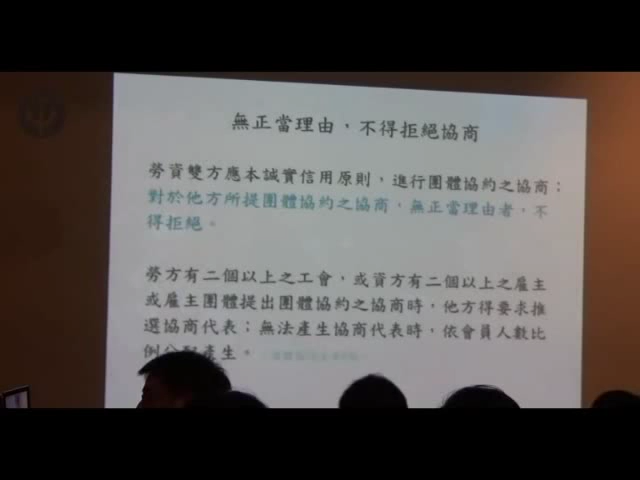 無正當理由，不得拒絕協商
勞資雙方應本誠實信用原則，進行團體協約之協商；
對於他方所提團體協約之協商，無正當理由者，不
得拒絕。
勞方有二個以上之工會，或資方有二個以上之雇主
或雇主團體提出團體協約之協商時，他方得要求推
選協商代表；無法產生協商代表時，依會員人數比
例分配產生。